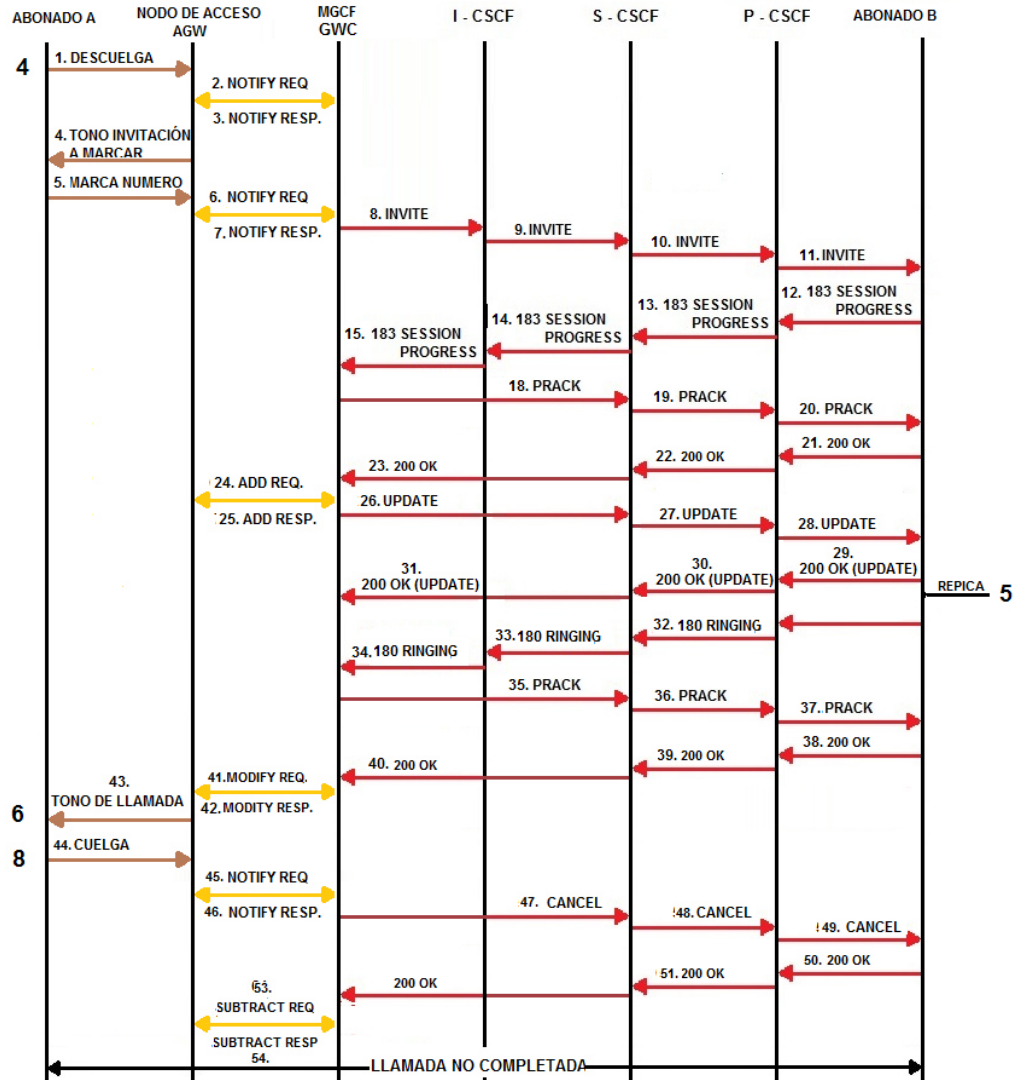 ABONADO A
NODO DE ACCESO
AGW
MGCF
GWC
I - CSCF
S - CSCF
P - CSCF
ABONADO B
4
1. DESCUELGA
2. NOTIFY REQ
3. NOTIFY RESP.
4. TONO INVITACIÓN
A MARCAR
5. MARCA NUMERO
6. NOTIFY REQ
7. NOTIFY RESP.
8. INVITE
9. INVITE
10. INVITE
11. INVITE
12. 183 SESSION
PROGRESS
13. 183 SESSION
PROGRESS
14. 183 SESSION
PROGRESS
15. 183 SESSION
PROGRESS
18. PRACK
19. PRACK
20. PRACK
21. 200 OK
22. 200 OK
23. 200 OK
24. ADD REQ.
25. ADD RESP.
26. UPDATE
27. UPDATE
28. UPDATE
29.
200 OK (UPDATE)
30.
200 OK (UPDATE)
31.
200 OK (UPDATE)
REPICA
5
32. 180 RINGING
33. 180 RINGING
34. 180 RINGING
35. PRACK
36. PRACK
37. PRACK
38. 200 OK
39. 200 OK
40. 200 OK
41. MODIFY REQ.
42. MODITY RESP.
43.
TONO DE LLAMADA
6
44. CUELGA
8
45. NOTIFY REQ
46. NOTIFY RESP.
47. CANCEL
48. CANCEL
49. CANCEL
50. 200 OK
51. 200 OK
200 OK
53.
SUBTRACT REQ
SUBTRACT RESP
54.
LLAMADA NO COMPLETADA